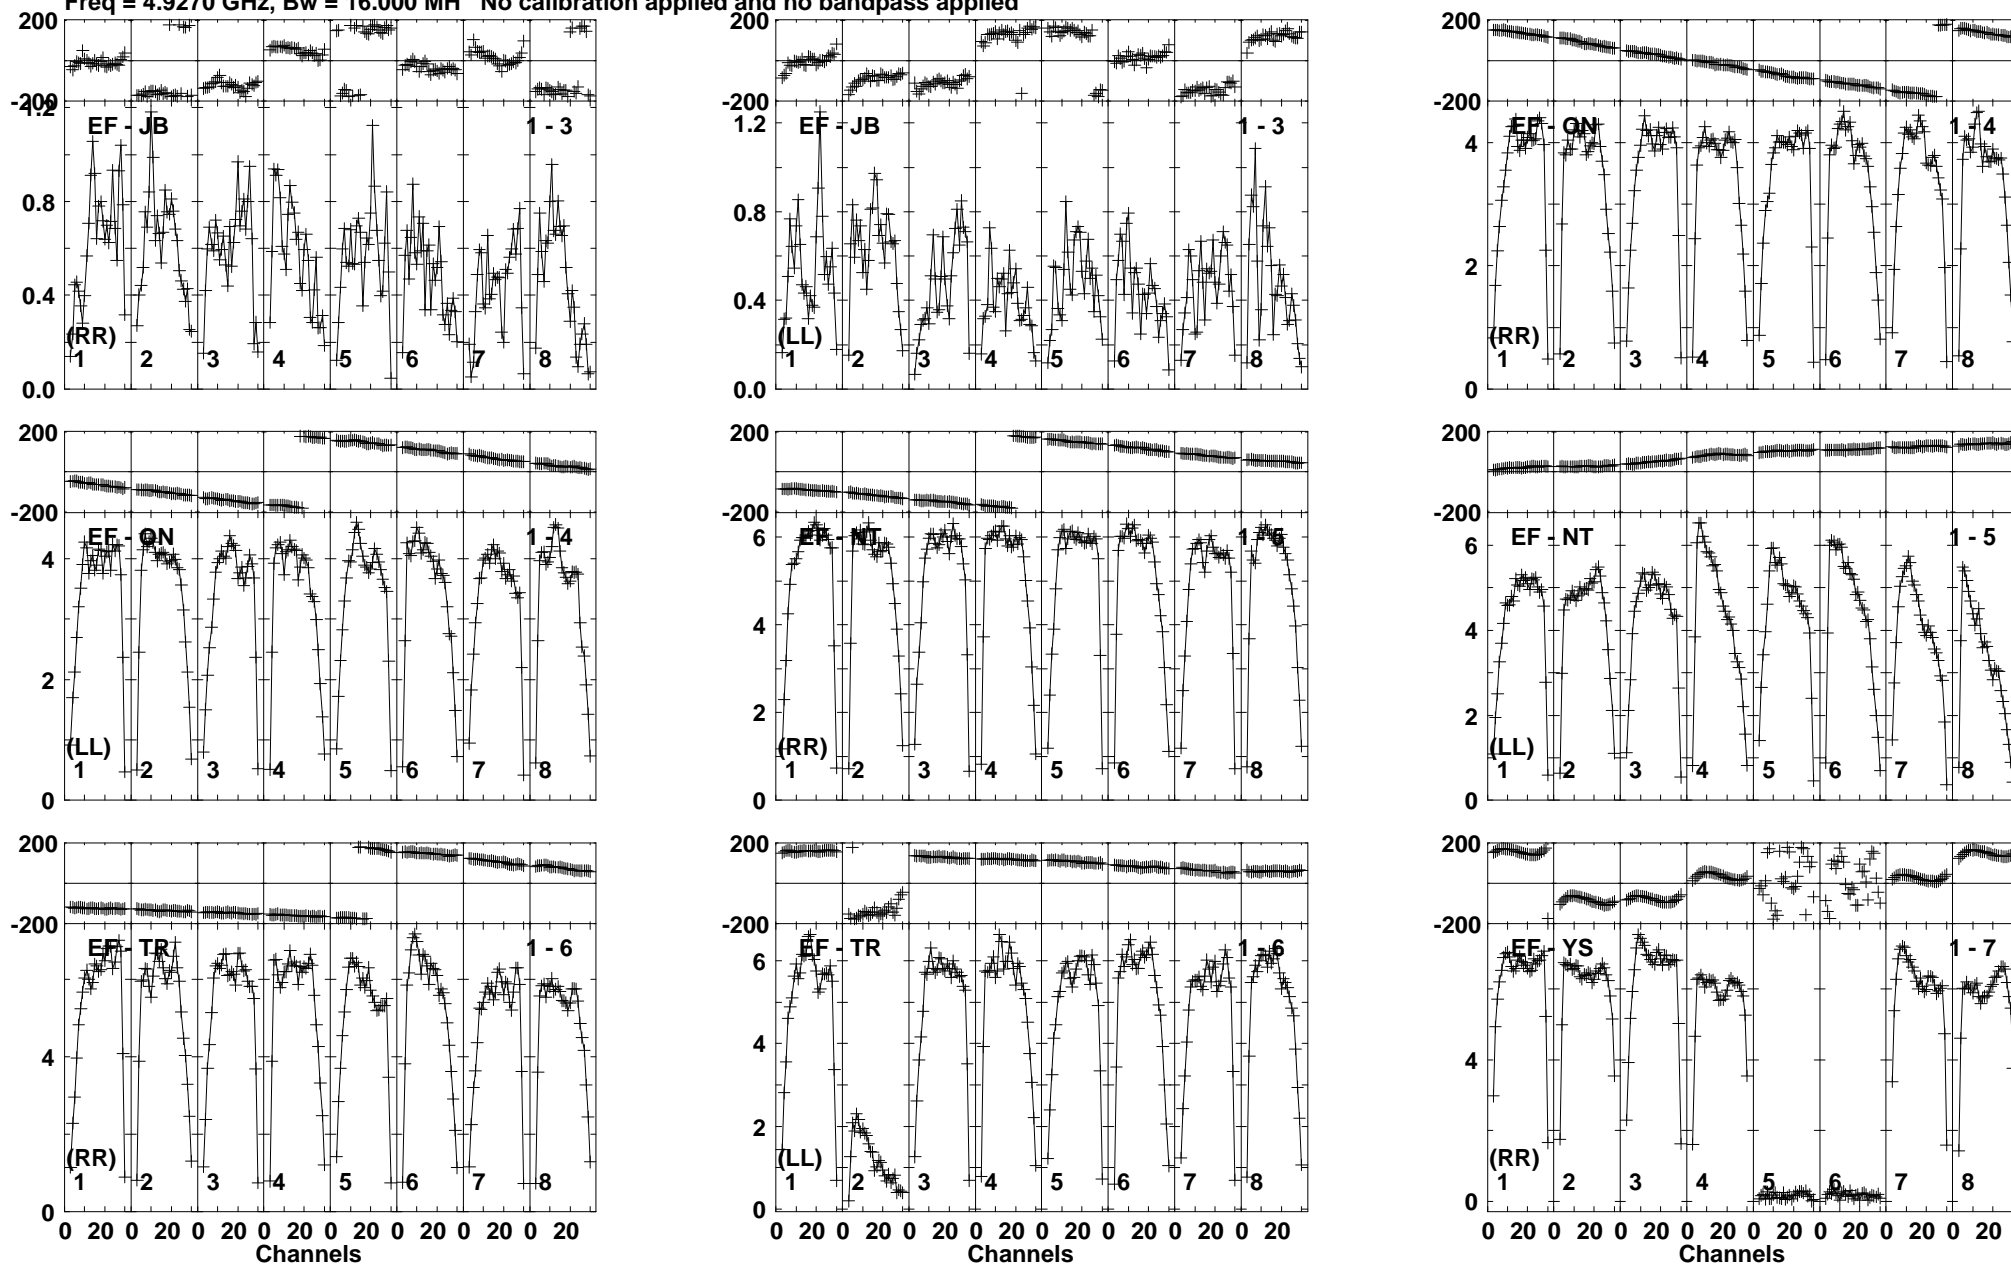 Freq = 4.9270 GHz, Bw = 16.000 MH No calibration applied and no bandpass applied
200 200 200
-200 -200 -200
1.2 EF - JB 1 - 3
1.2 EF - JB 1 - 3
EF - ON 1 - 4
4
0.8 0.8
2
0.4 0.4
(RR) (LL) (RR)
1 2 3 4 5 6 7 8
1 2 3 4 5 6 7 8
1 2 3 4 5 6 7 8
0.0 0.0 0
200 200 200
-200 -200 -200
EF - ON 1 - 4
EF - NT 1 - 5
EF - NT 1 - 5
4 6 6
4 4
2 2 2
(LL) (RR) (LL)
1 2 3 4 5 6 7 8
1 2 3 4 5 6 7 8
1 2 3 4 5 6 7 8
0 0 0
200 200 200
-200 -200 -200
EF - TR 1 - 6
EF - TR 1 - 6
EF - YS 1 - 7
6
4 4 4
2
(RR) (LL) (RR)
1 2 3 4 5 6 7 8
1 2 3 4 5 6 7 8
1 2 3 4 5 6 7 8
0 0 0
0 20 0 20 0 20 0 20 0 20 0 20 0 20 0 20
0 20 0 20 0 20 0 20 0 20 0 20 0 20 0 20
0 20 0 20 0 20 0 20 0 20 0 20 0 20 0 20
Channels Channels Channels